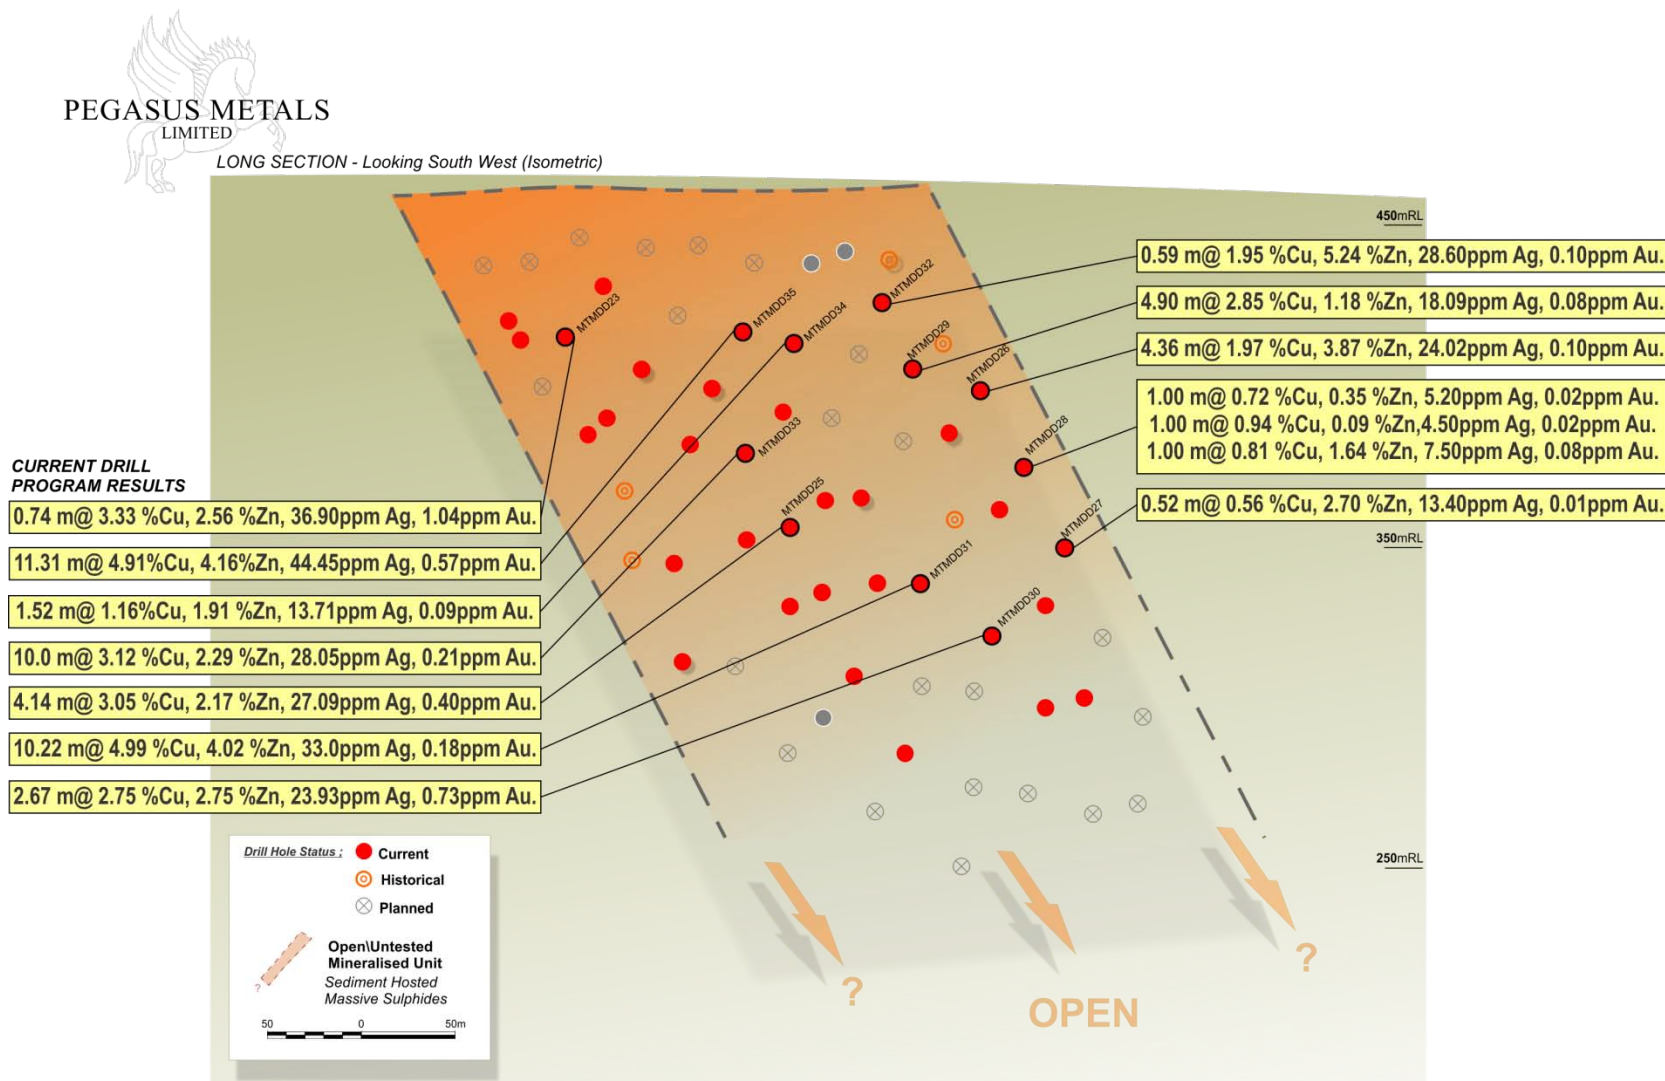 PEGASUS METALS
LIMITED
LONG SECTION - Looking South West (Isometric)
450mRL
MTMDD32
MTMDD35
MTMDD34
MTMDD23
MTMDD29
MTMDD26
MTMDD28
MTMDD33
MTMDD25
MTMDD27
MTMDD31
MTMDD30
0.59 m@ 1.95 %Cu, 5.24 %Zn, 28.60ppm Ag, 0.10ppm Au.
4.90 m@ 2.85 %Cu, 1.18 %Zn, 18.09ppm Ag, 0.08ppm Au.
4.36 m@ 1.97 %Cu, 3.87 %Zn, 24.02ppm Ag, 0.10ppm Au.
1.00 m@ 0.72 %Cu, 0.35 %Zn, 5.20ppm Ag, 0.02ppm Au.
1.00 m@ 0.94 %Cu, 0.09 %Zn,4.50ppm Ag, 0.02ppm Au.
1.00 m@ 0.81 %Cu, 1.64 %Zn, 7.50ppm Ag, 0.08ppm Au.
0.52 m@ 0.56 %Cu, 2.70 %Zn, 13.40ppm Ag, 0.01ppm Au.
350mRL
CURRENT DRILL
PROGRAM RESULTS
0.74 m@ 3.33 %Cu, 2.56 %Zn, 36.90ppm Ag, 1.04ppm Au.
11.31 m@ 4.91%Cu, 4.16%Zn, 44.45ppm Ag, 0.57ppm Au.
1.52 m@ 1.16%Cu, 1.91 %Zn, 13.71ppm Ag, 0.09ppm Au.
10.0 m@ 3.12 %Cu, 2.29 %Zn, 28.05ppm Ag, 0.21ppm Au.
4.14 m@ 3.05 %Cu, 2.17 %Zn, 27.09ppm Ag, 0.40ppm Au.
10.22 m@ 4.99 %Cu, 4.02 %Zn, 33.0ppm Ag, 0.18ppm Au.
2.67 m@ 2.75 %Cu, 2.75 %Zn, 23.93ppm Ag, 0.73ppm Au.
250mRL
Drill Hole Status ;
Current
Historical
Planned
Open\Untested
Mineralised Unit
Sediment Hosted
Massive Sulphides
?
50 0 50m
?
OPEN
?